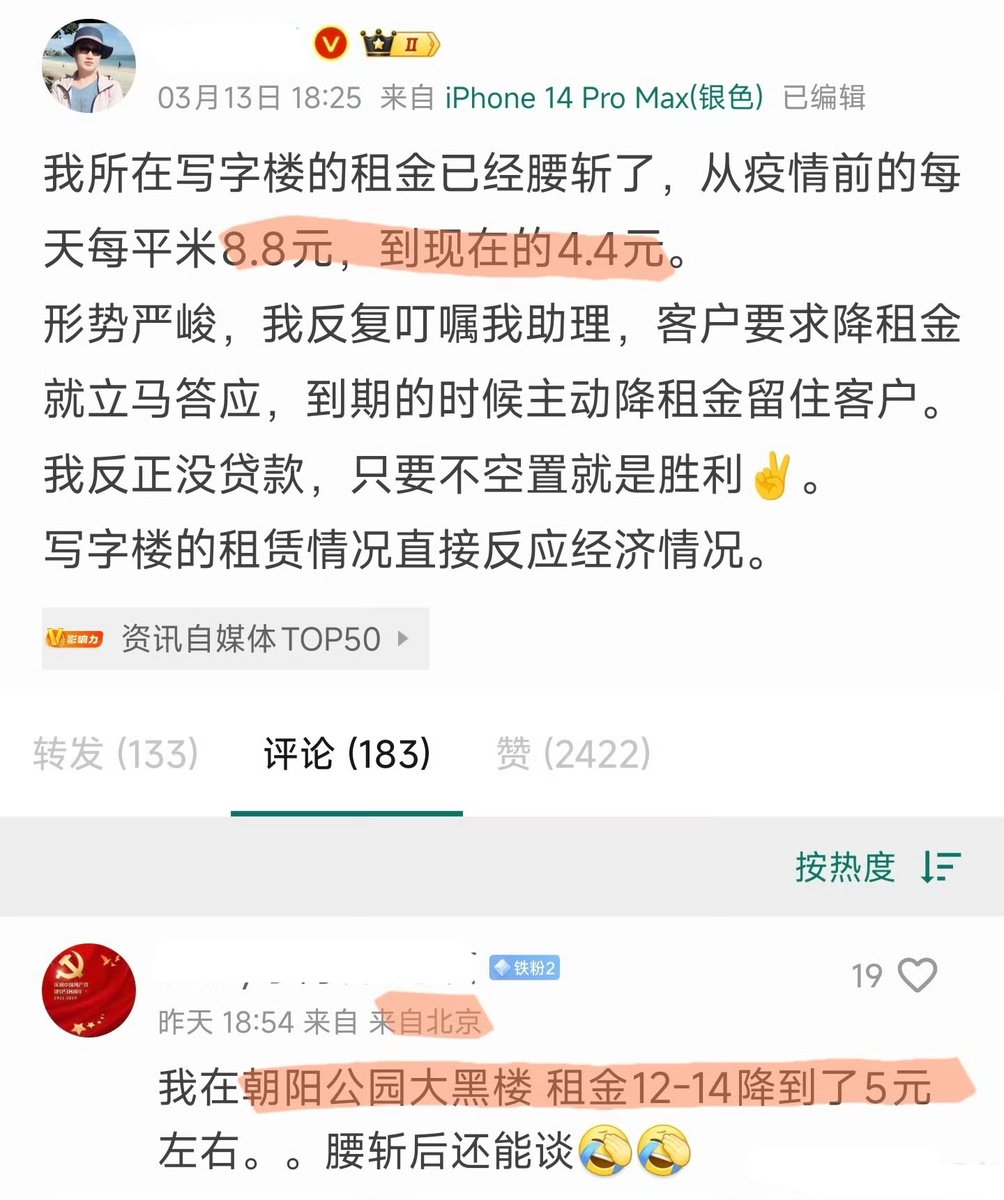 V II
03月13日 18:25 来自 iPhone 14 Pro Max(银色) 已编辑
我所在写字楼的租金已经腰斩了，从疫情前的每
天每平米8.8元，到现在的4.4元。
形势严峻，我反复叮嘱我助理，客户要求降租金
就立马答应，到期的时候主动降租金留住客户。
我反正没贷款，只要不空置就是胜利✌️。
写字楼的租赁情况直接反应经济情况。
V影响力 资讯自媒体TOP50
转发 (133) 评论 (183) 赞 (2422)
按热度
铁粉2 19
昨天 18:54 来自 来自北京
我在朝阳公园大黑楼 租金12-14降到了5元
左右。。腰斩后还能谈🤣🤣